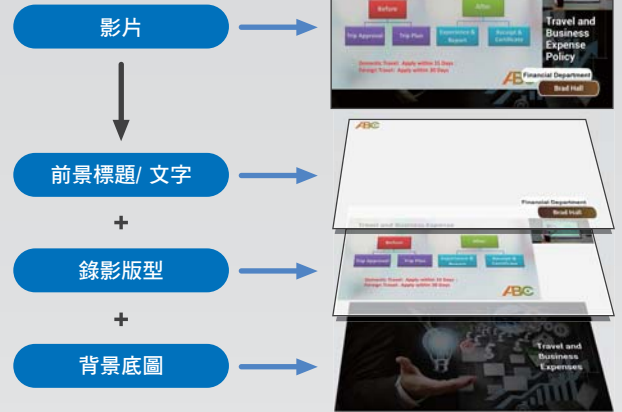 影片
Before
After
Trip Approval
Trip Plan
Experience &
Report
Receipt &
Certificate
Domestic Travel: Apply within 15 Days
Foreign Travel: Apply within 30 Days
ABC
Travel and
Business
Expense
Policy
Financial Department
Brad Hall
ABC
前景標題/ 文字
Financial Department
Brad Hall
+
Travel and Business Expense
Before
After
Trip Approval
Trip Plan
Experience &
Report
Receipt &
Certificate
錄影版型
Domestic Travel: Apply within 15 Days
Foreign Travel: Apply within 30 Days
ABC
+
背景底圖
Travel and
Business
Expenses